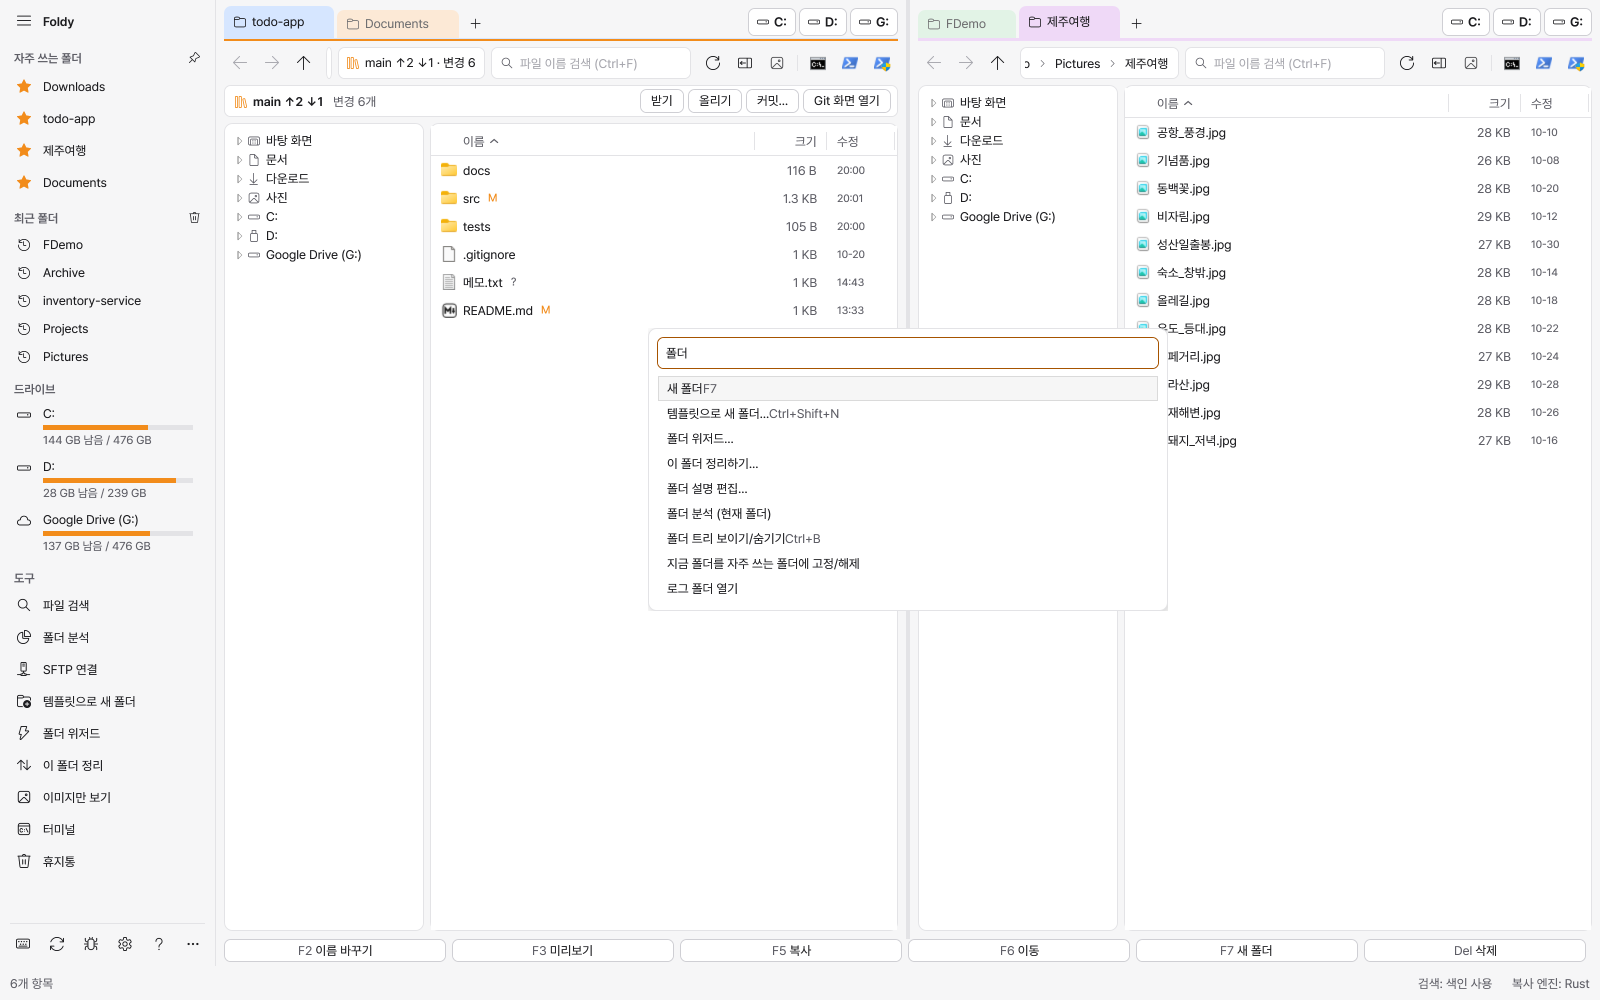 Foldy
자주 쓰는 폴더
Downloads
todo-app
제주여행
Documents
최근 폴더
FDemo
Archive
inventory-service
Projects
Pictures
드라이브
C:
144 GB 남음 / 476 GB
D:
28 GB 남음 / 239 GB
Google Drive (G:)
137 GB 남음 / 476 GB
도구
파일 검색
폴더 분석
SFTP 연결
템플릿으로 새 폴더
폴더 위저드
이 폴더 정리
이미지만 보기
터미널
휴지통
6개 항목
todo-app Documents C: D: G:
main ↑2 ↓1 · 변경 6 파일 이름 검색 (Ctrl+F)
main ↑2 ↓1 변경 6개 받기 올리기 커밋... Git 화면 열기
바탕 화면
문서
다운로드
사진
C:
D:
Google Drive (G:)
이름 크기 수정
docs 116 B 20:00
src M 1.3 KB 20:01
tests 105 B 20:00
.gitignore 1 KB 10-20
메모.txt ? 1 KB 14:43
README.md M 1 KB 13:33
폴더
새 폴더F7
템플릿으로 새 폴더...Ctrl+Shift+N
폴더 위저드...
이 폴더 정리하기...
폴더 설명 편집...
폴더 분석 (현재 폴더)
폴더 트리 보이기/숨기기Ctrl+B
지금 폴더를 자주 쓰는 폴더에 고정/해제
로그 폴더 열기
FDemo 제주여행 C: D: G:
Pictures 제주여행 파일 이름 검색 (Ctrl+F)
바탕 화면
문서
다운로드
사진
C:
D:
Google Drive (G:)
이름 크기 수정
공항_풍경.jpg 28 KB 10-10
기념품.jpg 26 KB 10-08
동백꽃.jpg 28 KB 10-20
비자림.jpg 29 KB 10-12
성산일출봉.jpg 27 KB 10-30
숙소_창밖.jpg 28 KB 10-14
올레길.jpg 28 KB 10-18
우도_등대.jpg 28 KB 10-22
페거리.jpg 27 KB 10-24
라산.jpg 29 KB 10-28
재해변.jpg 28 KB 10-26
돼지_저녁.jpg 27 KB 10-16
F2 이름 바꾸기 F3 미리보기 F5 복사 F6 이동 F7 새 폴더 Del 삭제
검색: 색인 사용 복사 엔진: Rust